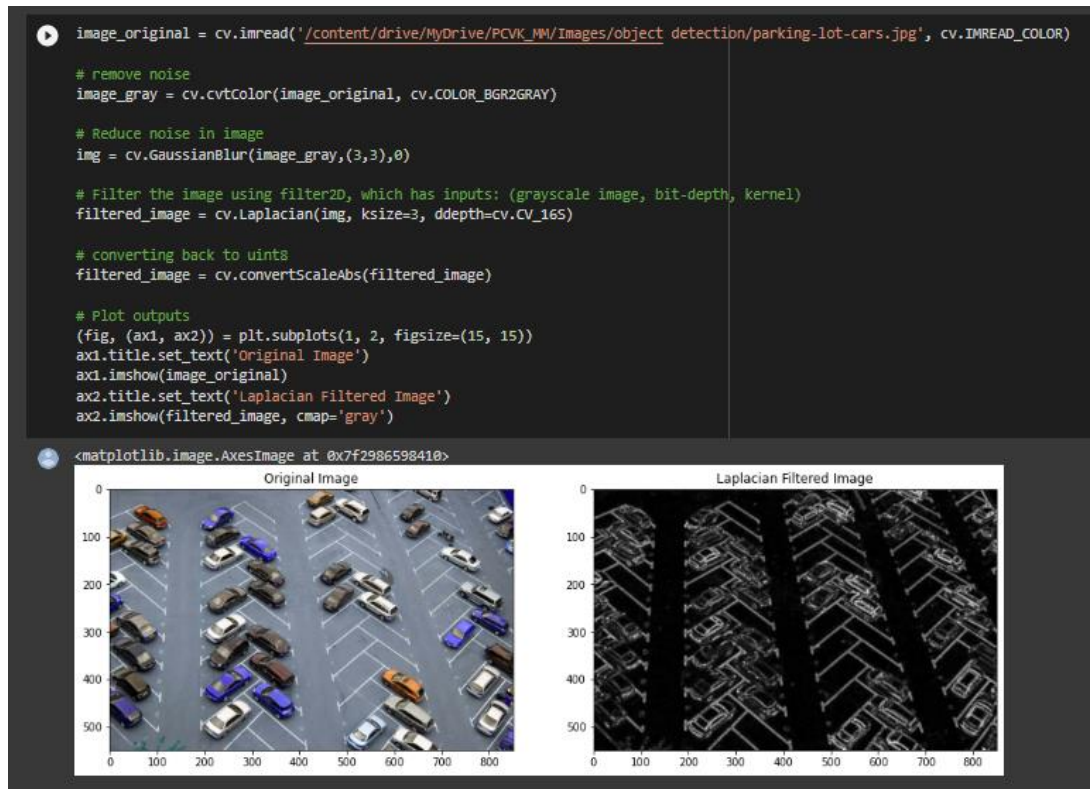 image_original = cv.imread('/content/drive/MyDrive/PCVK_MM/Images/object detection/parking-lot-cars.jpg', cv.IMREAD_COLOR)
# remove noise
image_gray = cv.cvtColor(image_original, cv.COLOR_BGR2GRAY)
# Reduce noise in image
img = cv.GaussianBlur(image_gray,(3,3),0)
# Filter the image using filter2D, which has inputs: (grayscale image, bit-depth, kernel)
filtered_image = cv.Laplacian(img, ksize=3, ddepth=cv.CV_16S)
# converting back to uint8
filtered_image = cv.convertScaleAbs(filtered_image)
# Plot outputs
(fig, (ax1, ax2)) = plt.subplots(1, 2, figsize=(15, 15))
ax1.title.set_text('Original Image')
ax1.imshow(image_original)
ax2.title.set_text('Laplacian Filtered Image')
ax2.imshow(filtered_image, cmap='gray')
<matplotlib.image.AxesImage at 0x7f2986598410>
Original Image
0
100
200
300
400
500
0 100 200 300 400 500 600 700 800
Laplacian Filtered Image
0
100
200
300
400
500
0 100 200 300 400 500 600 700 800